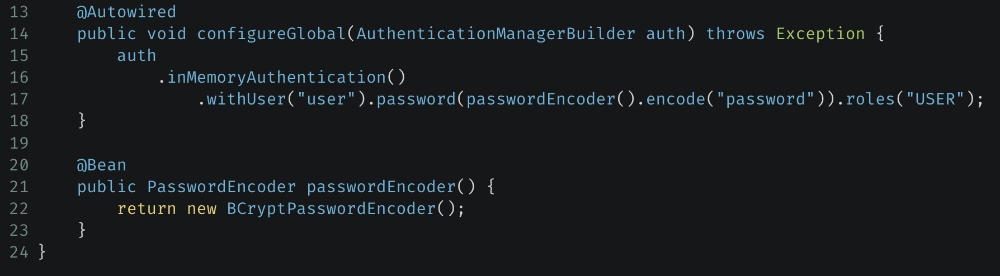 13 @Autowired
14 public void configureGlobal(AuthenticationManagerBuilder auth) throws Exception {
15 auth
16 .inMemoryAuthentication()
17 .withUser("user").password(passwordEncoder().encode("password")).roles("USER");
18 }
19
20 @Bean
21 public PasswordEncoder passwordEncoder() {
22 return new BCryptPasswordEncoder();
23 }
24 }